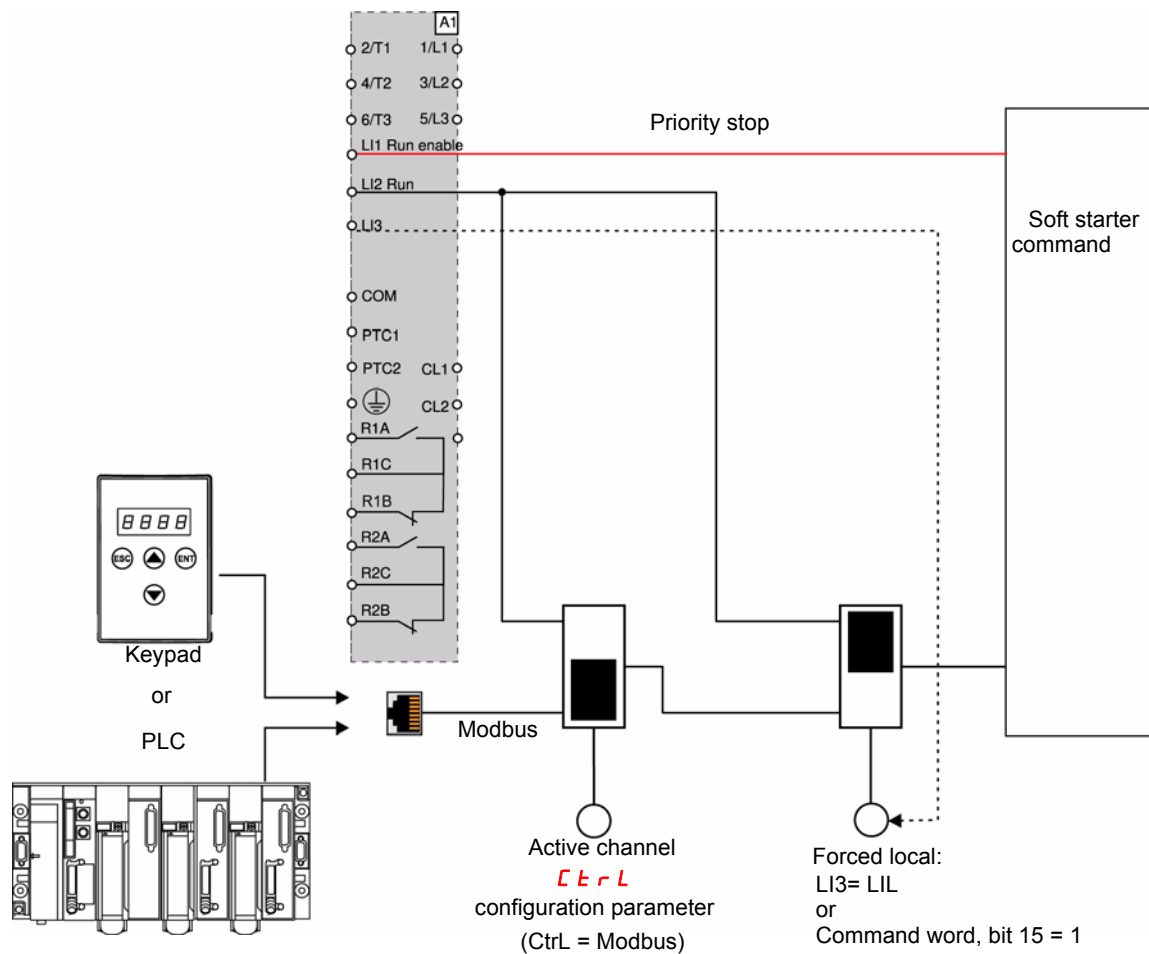 A1
2/T1 1/L1
4/T2 3/L2
6/T3 5/L3
LI1 Run enable
LI2 Run
LI3
COM
PTC1
PTC2 CL1
CL2
R1A
R1C
R1B
R2A
R2C
R2B
Priority stop
Soft starter
command
8888
ESC ENT
Keypad
or
PLC
Modbus
Active channel
CtrL
configuration parameter
(CtrL = Modbus)
Forced local:
LI3= LIL
or
Command word, bit 15 = 1